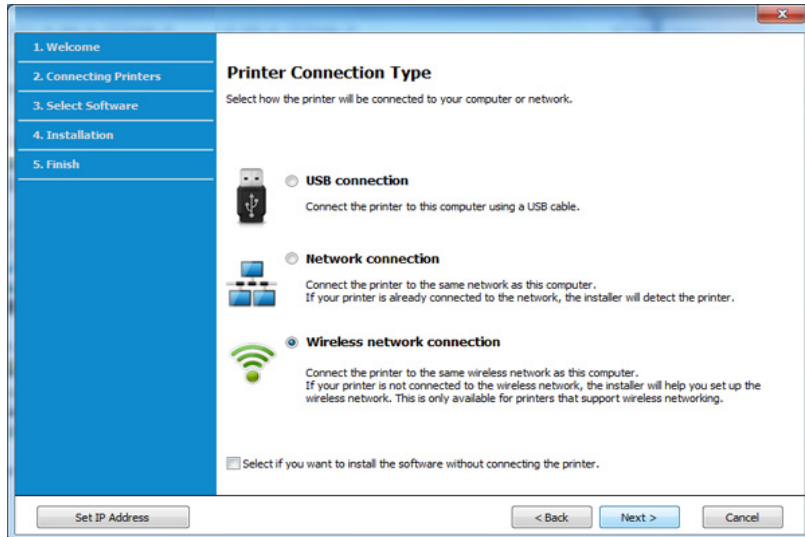 1. Welcome
2. Connecting Printers
3. Select Software
4. Installation
5. Finish
Printer Connection Type
Select how the printer will be connected to your computer or network.
USB connection
Connect the printer to this computer using a USB cable.
Network connection
Connect the printer to the same network as this computer.
If your printer is already connected to the network, the installer will detect the printer.
Wireless network connection
Connect the printer to the same wireless network as this computer.
If your printer is not connected to the wireless network, the installer will help you set up the
wireless network. This is only available for printers that support wireless networking.
Select if you want to install the software without connecting the printer.
Set IP Address
< Back
Next >
Cancel